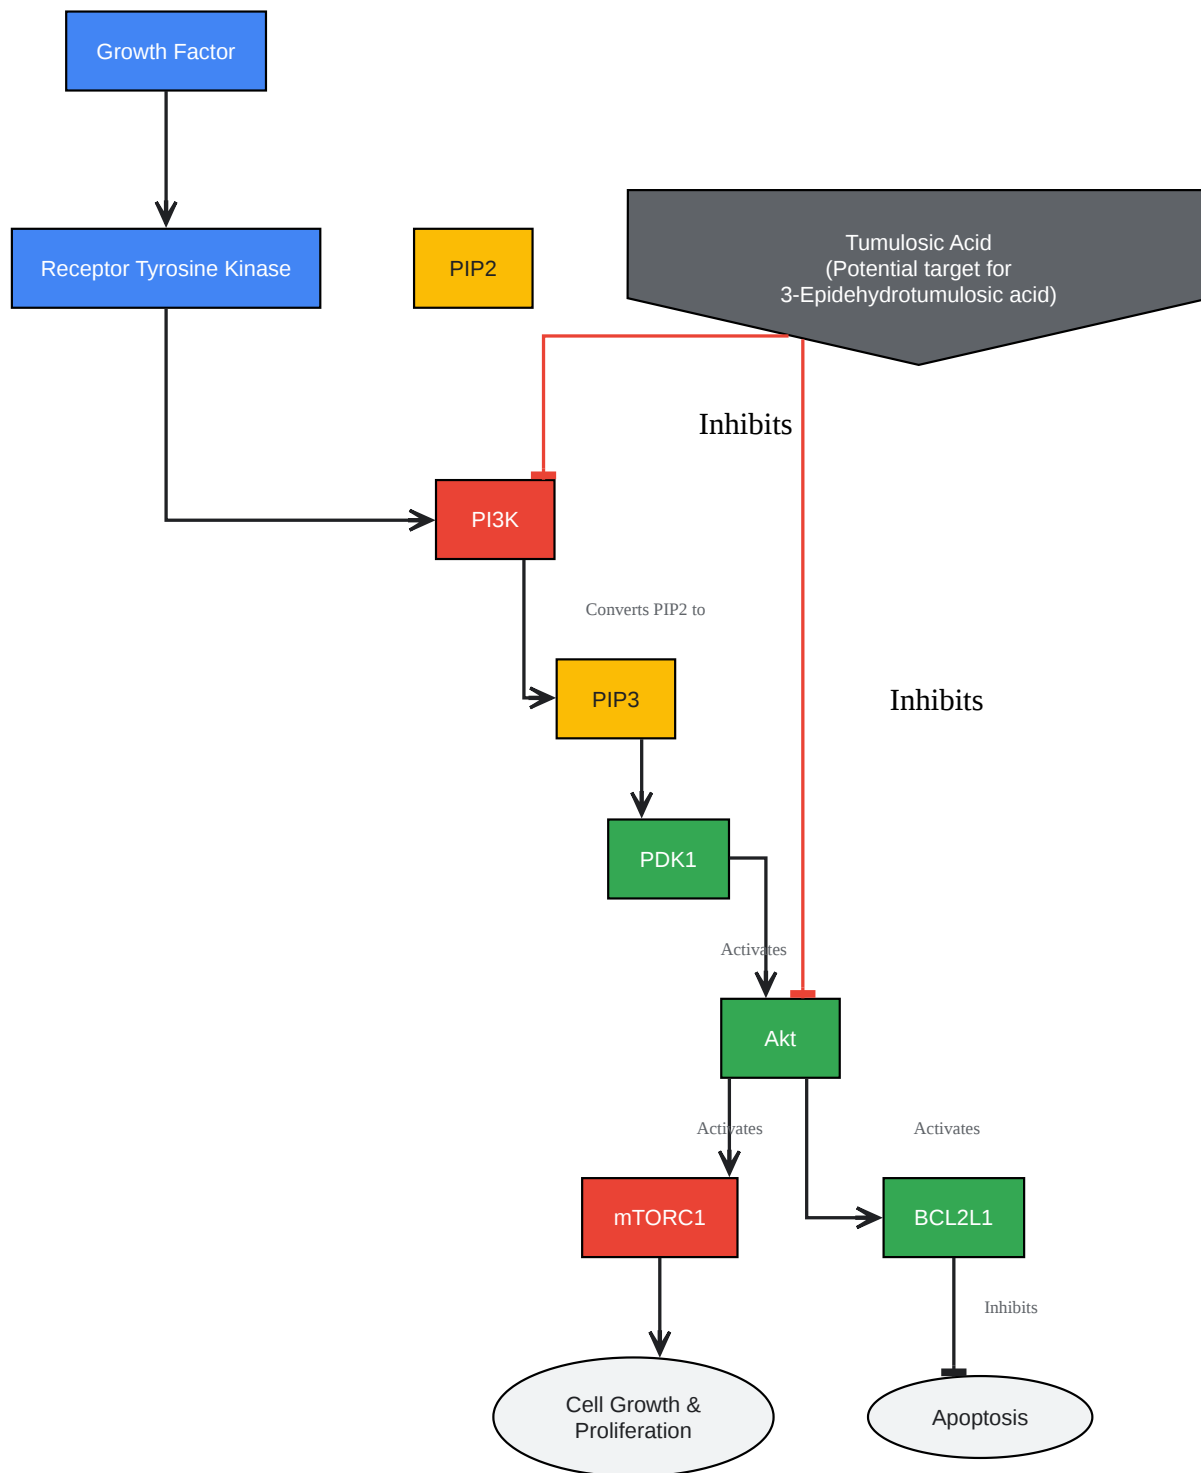 Growth Factor
Receptor Tyrosine Kinase
PIP2
Tumulosic Acid
(Potential target for
3-Epidehydrotumulosic acid)
Inhibits
PI3K
Converts PIP2 to
Inhibits
PIP3
PDK1
Activates
Akt
Activates
Activates
mTORC1
BCL2L1
Inhibits
Cell Growth &
Proliferation
Apoptosis